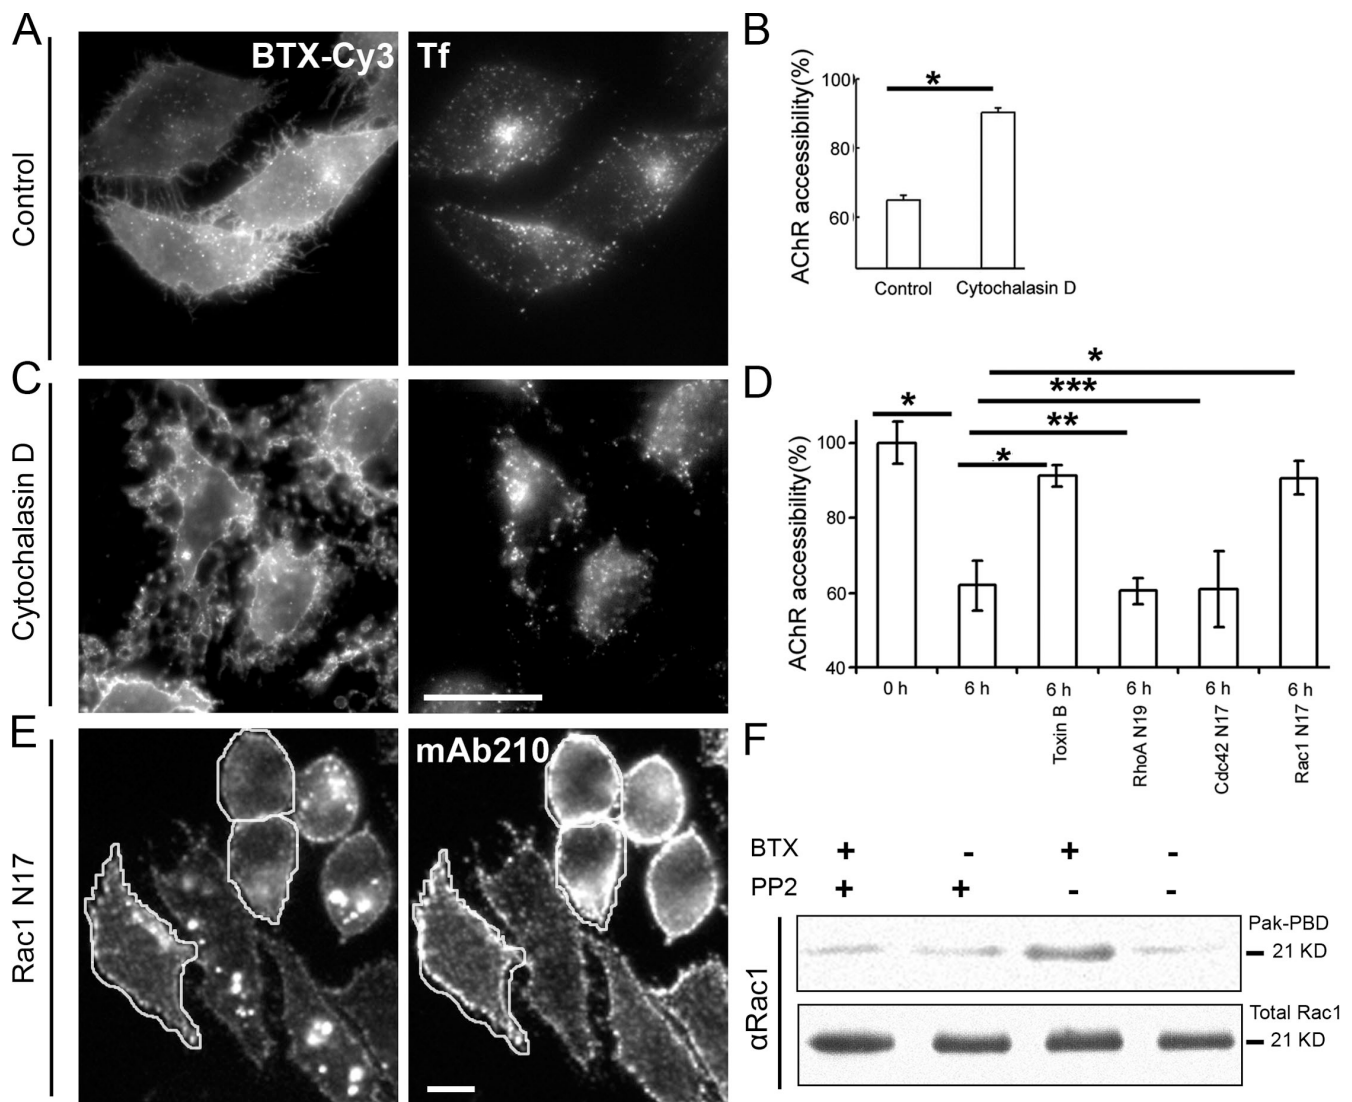 A
Control
BTX-Cy3
Tf
B
AChR accessibility(%)
100
80
60
*
Control
Cytochalasin D
C
Cytochalasin D
D
AChR accessibility(%)
100
80
60
40
*
***
*
**
*
0 h
6 h
6 h
6 h
6 h
6 h
Toxin B
RhoA N19
Cdc42 N17
Rac1 N17
E
Rac1 N17
mAb210
F
BTX + - + -
PP2 + + - -
αRac1
Pak-PBD
21 KD
Total Rac1
21 KD